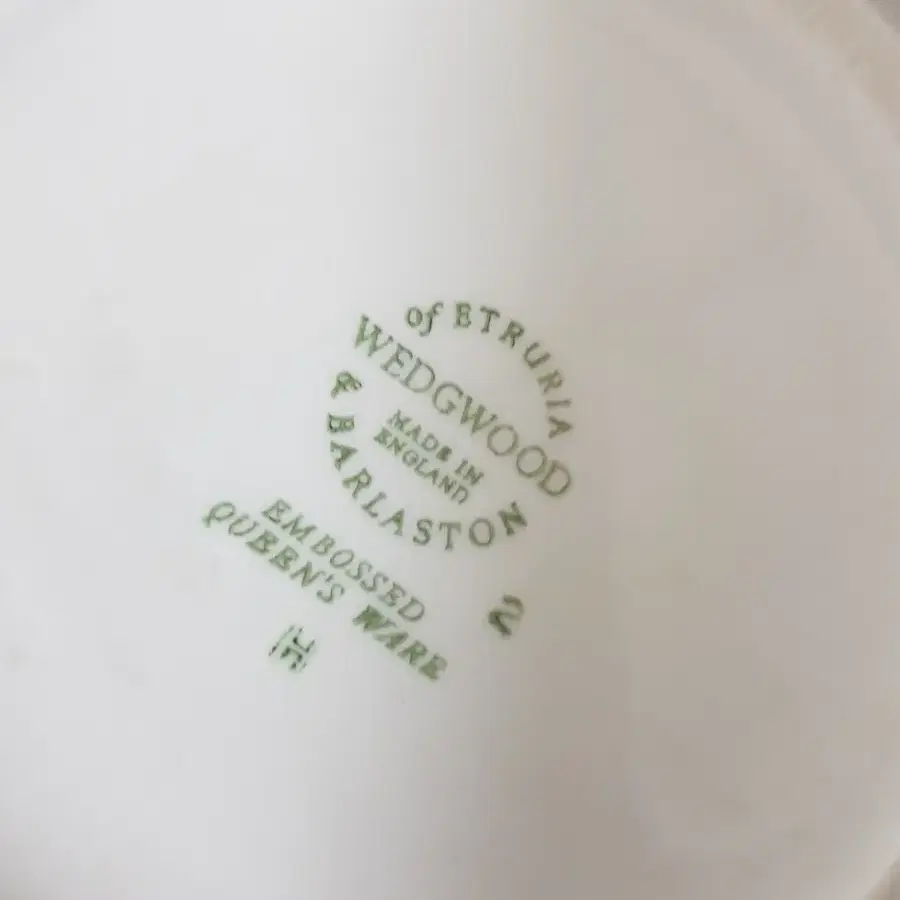 of ETRURIA
WEDGWOOD
MADE IN
ENGLAND
& BARLASTON
EMBOSSED
QUEEN'S WARE
2